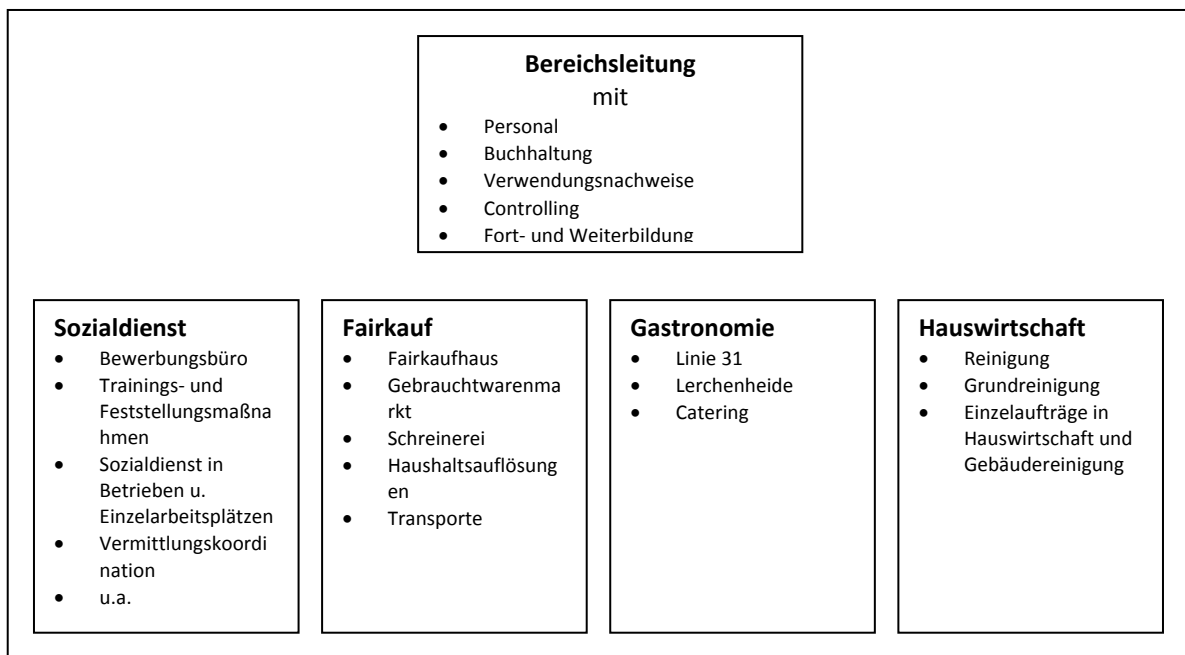 Bereichsleitung
mit
• Personal
• Buchhaltung
• Verwendungsnachweise
• Controlling
• Fort- und Weiterbildung
Sozialdienst
• Bewerbungsbüro
• Trainings- und
Feststellungsmaßna
hmen
• Sozialdienst in
Betrieben u.
Einzelarbeitsplätzen
• Vermittlungskoordi
nation
• u.a.
Fairkauf
• Fairkaufhaus
• Gebrauchtwarenma
rkt
• Schreinerei
• Haushaltsauflösung
en
• Transporte
Gastronomie
• Linie 31
• Lerchenheide
• Catering
Hauswirtschaft
• Reinigung
• Grundreinigung
• Einzelaufträge in
Hauswirtschaft und
Gebäudereinigung